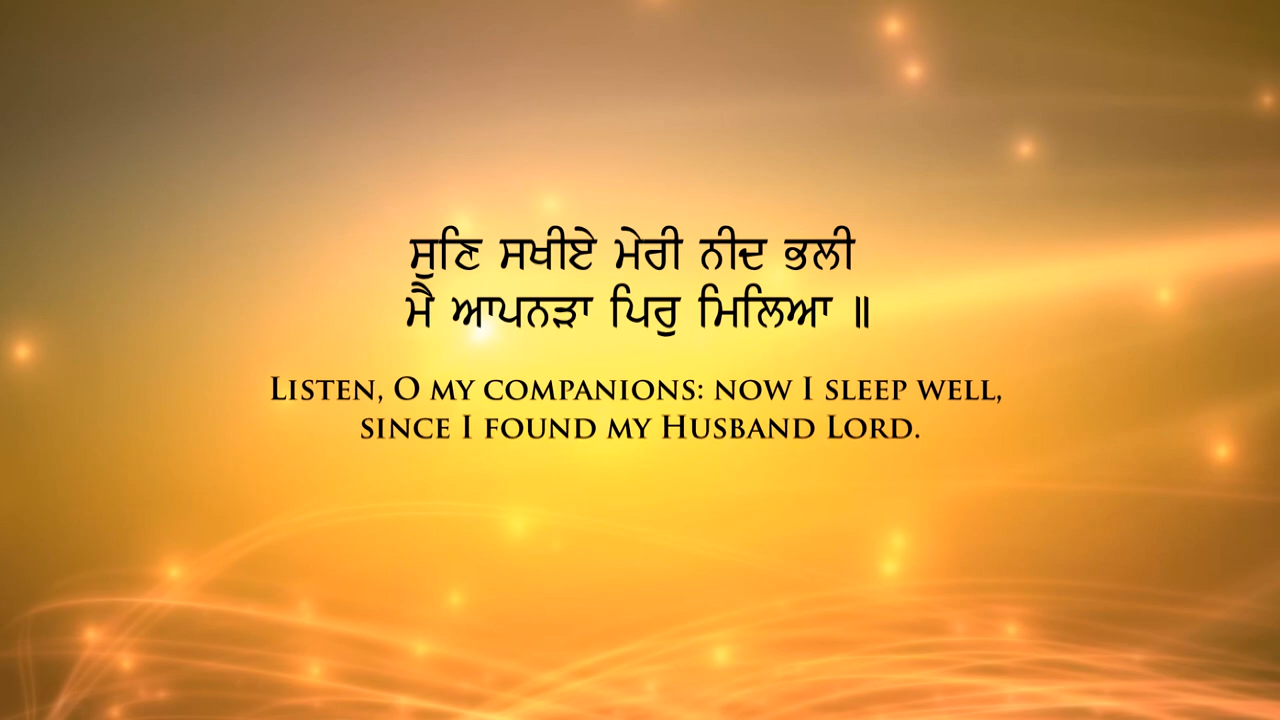 ਸੁਣਿ ਸਖੀਏ ਮੇਰੀ ਨੀਦ ਭਲੀ
ਮੈ ਆਪਨੜਾ ਪਿਰੁ ਮਿਲਿਆ ॥
Listen, O my companions: now I sleep well,
since I found my Husband Lord.